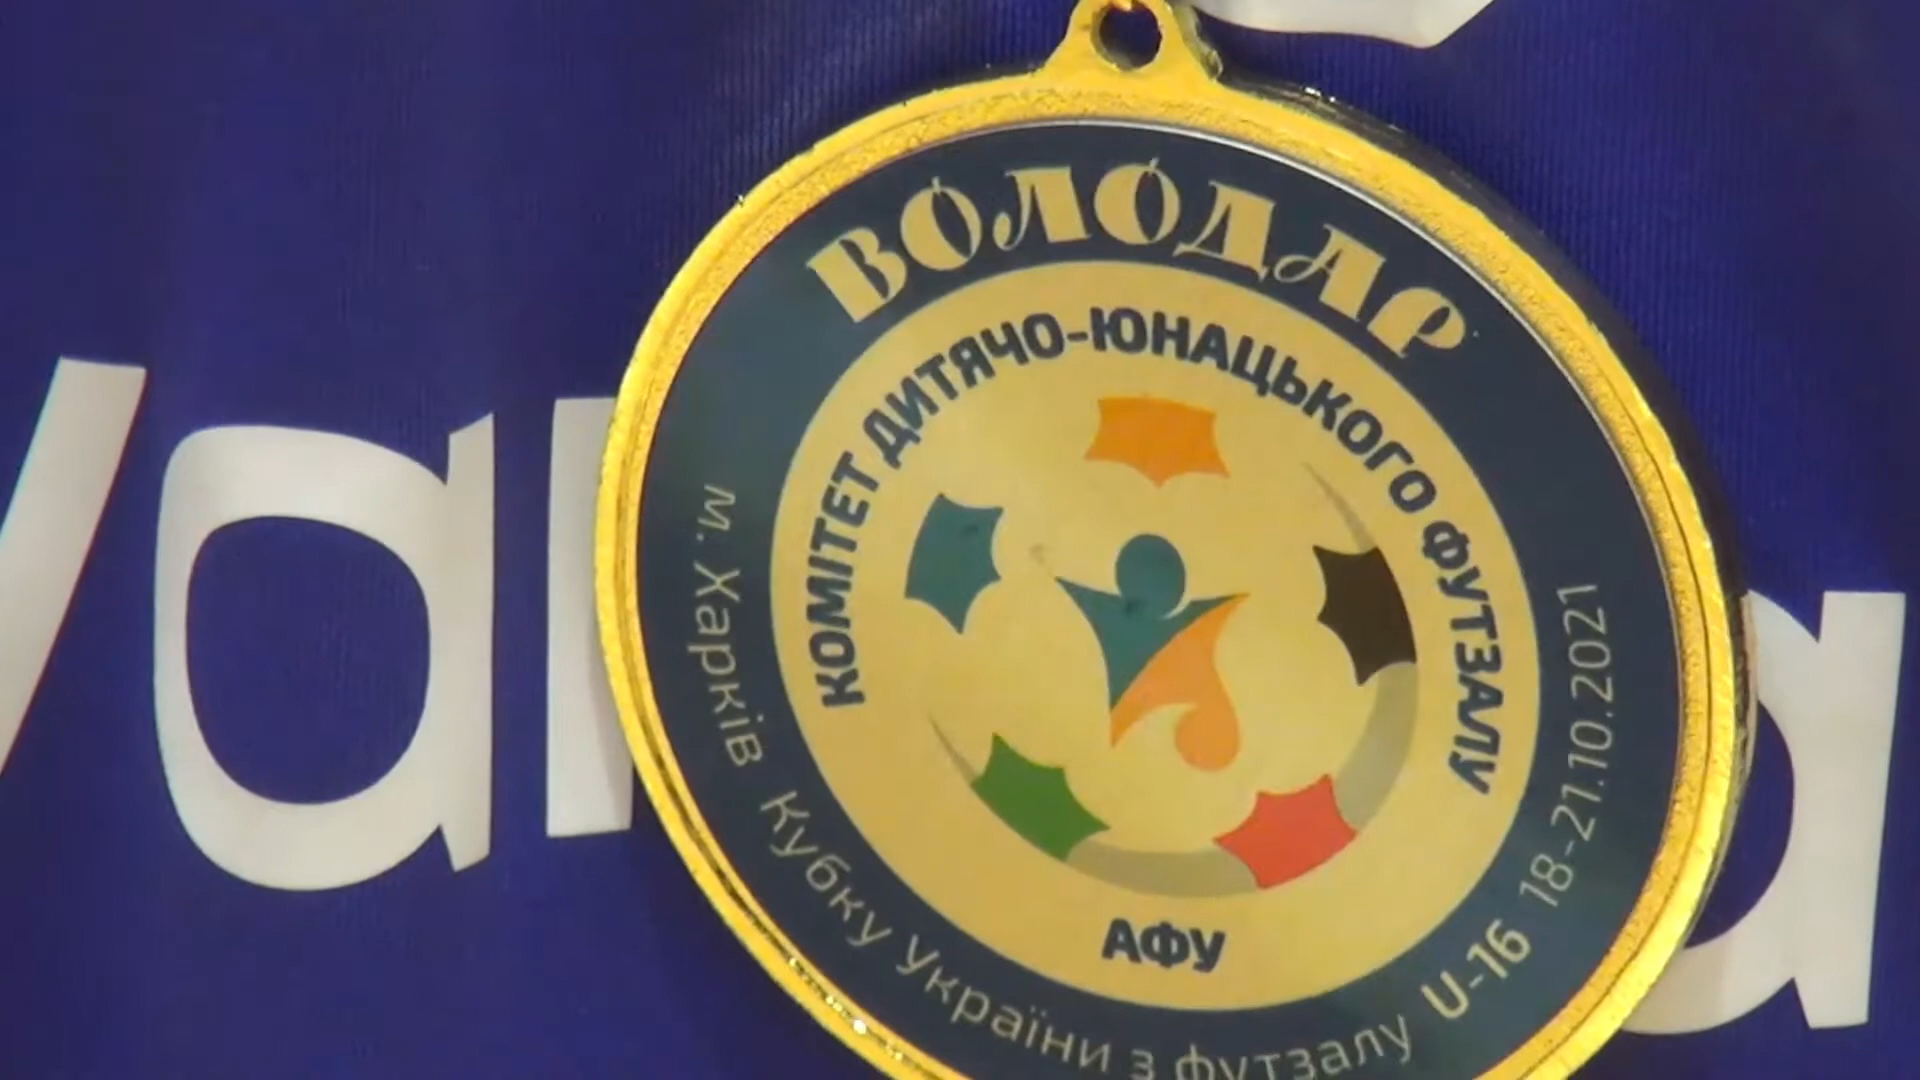 ВОЛОДАР
КОМІТЕТ ДИТЯЧО-ЮНАЦЬКОГО ФУТЗАЛУ
АФУ
м. Харків Кубку України з футзалу U-16 18-21.10.2021